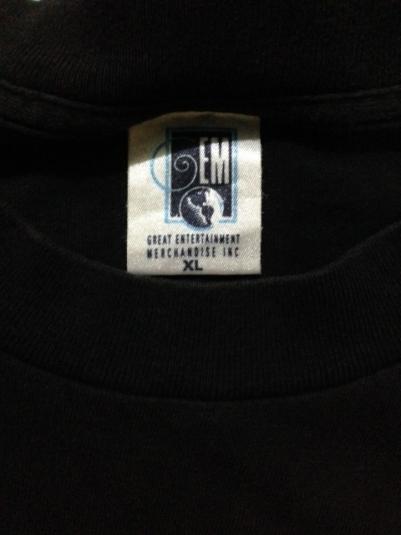 GEM
GREAT ENTERTAINMENT
MERCHANDISE INC
XL